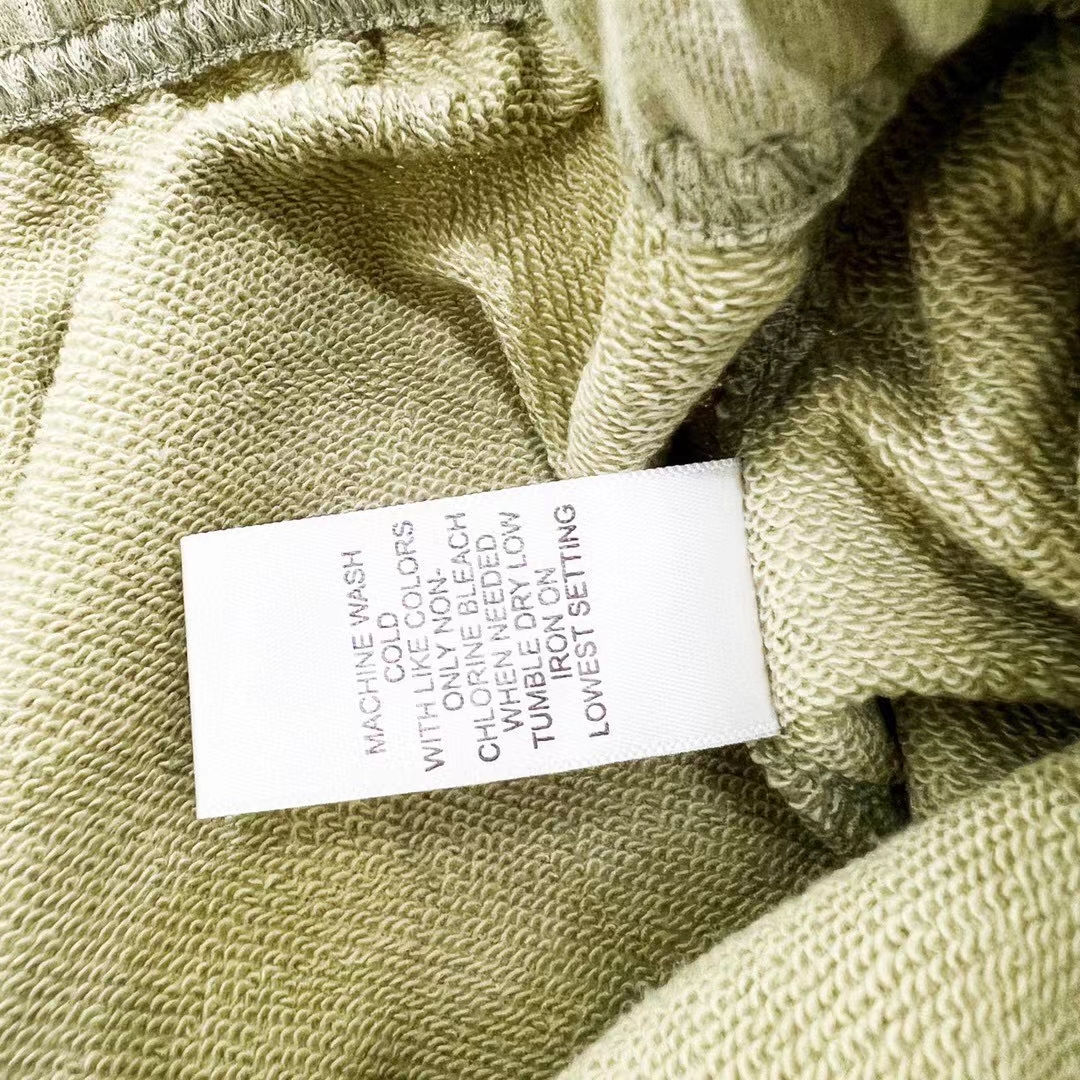 MACHINE WASH
COLD
WITH LIKE COLORS
ONLY NON-
CHLORINE BLEACH
WHEN NEEDED
TUMBLE DRY LOW
IRON ON
LOWEST SETTING